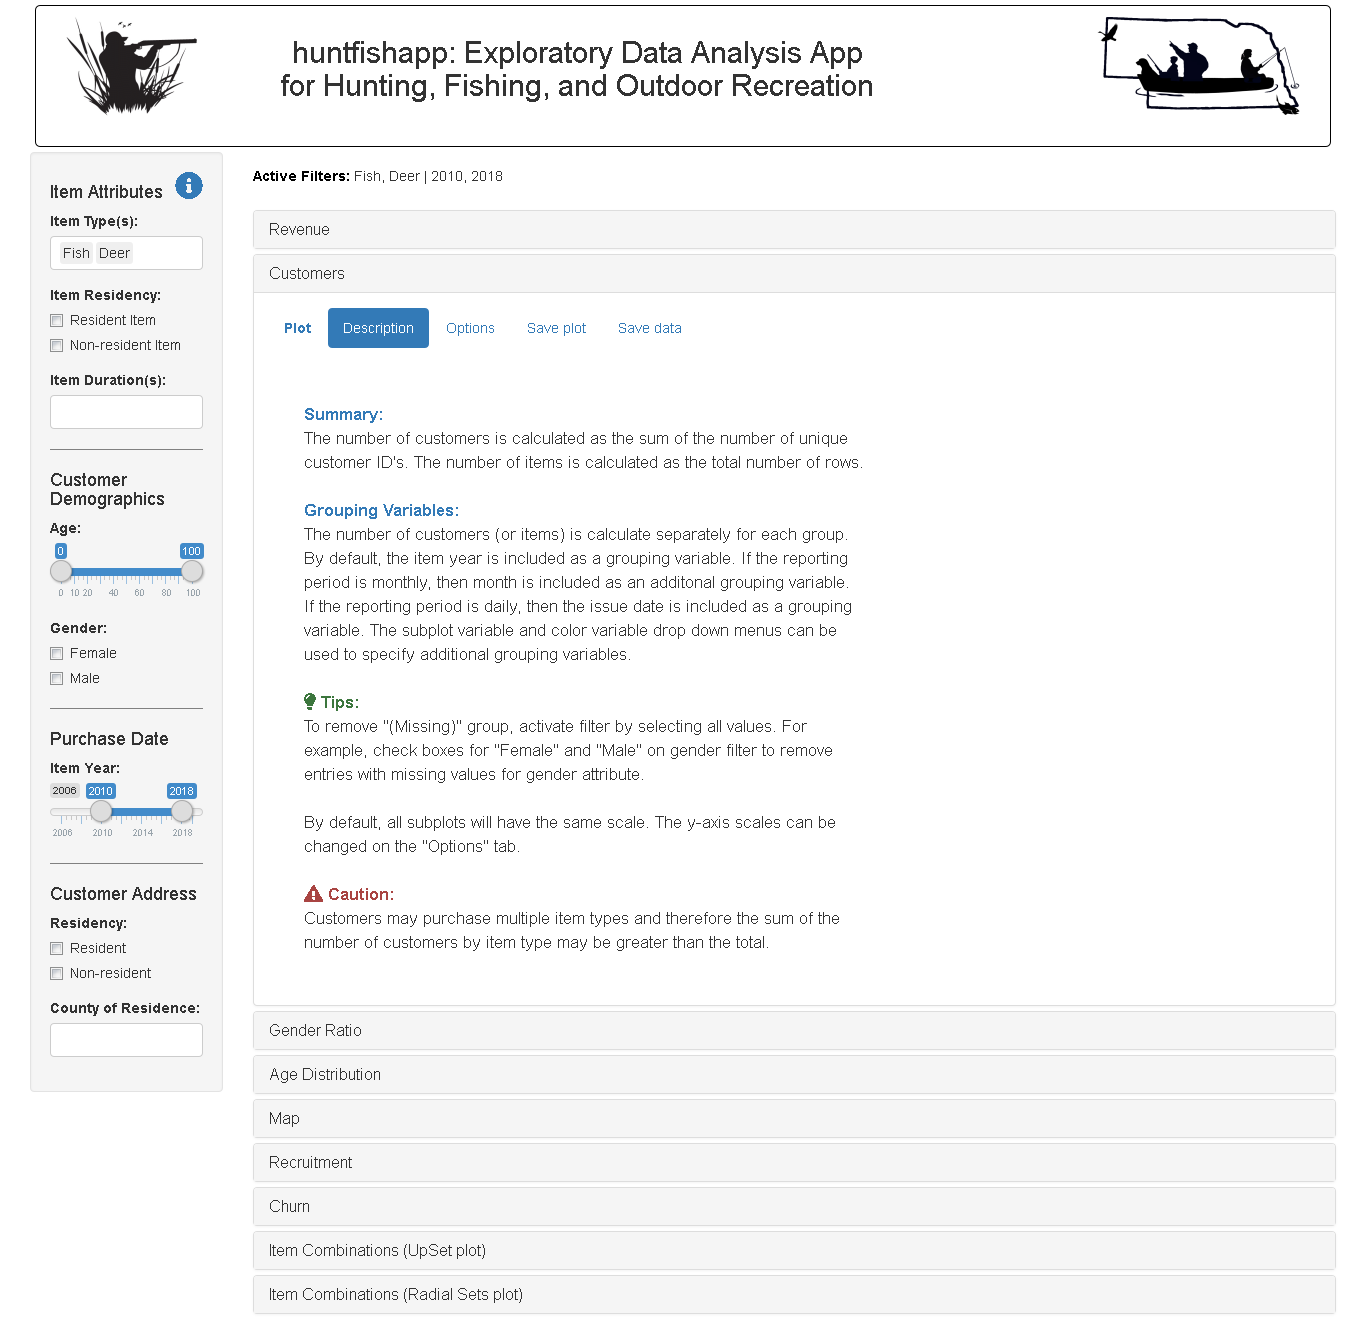 huntfishapp: Exploratory Data Analysis App
for Hunting, Fishing, and Outdoor Recreation
Item Attributes
Item Type(s):
Fish Deer
Item Residency:
Resident Item
Non-resident Item
Item Duration(s):
Customer
Demographics
Age:
0 100
0 10 20 40 60 80 100
Gender:
Female
Male
Purchase Date
Item Year:
2006 2010 2018
2006 2010 2014 2018
Customer Address
Residency:
Resident
Non-resident
County of Residence:
Active Filters: Fish, Deer | 2010, 2018
Revenue
Customers
Plot Description Options Save plot Save data
Summary:
The number of customers is calculated as the sum of the number of unique
customer ID's. The number of items is calculated as the total number of rows.
Grouping Variables:
The number of customers (or items) is calculate separately for each group.
By default, the item year is included as a grouping variable. If the reporting
period is monthly, then month is included as an additonal grouping variable.
If the reporting period is daily, then the issue date is included as a grouping
variable. The subplot variable and color variable drop down menus can be
used to specify additional grouping variables.
Tips:
To remove "(Missing)" group, activate filter by selecting all values. For
example, check boxes for "Female" and "Male" on gender filter to remove
entries with missing values for gender attribute.
By default, all subplots will have the same scale. The y-axis scales can be
changed on the "Options" tab.
Caution:
Customers may purchase multiple item types and therefore the sum of the
number of customers by item type may be greater than the total.
Gender Ratio
Age Distribution
Map
Recruitment
Churn
Item Combinations (UpSet plot)
Item Combinations (Radial Sets plot)